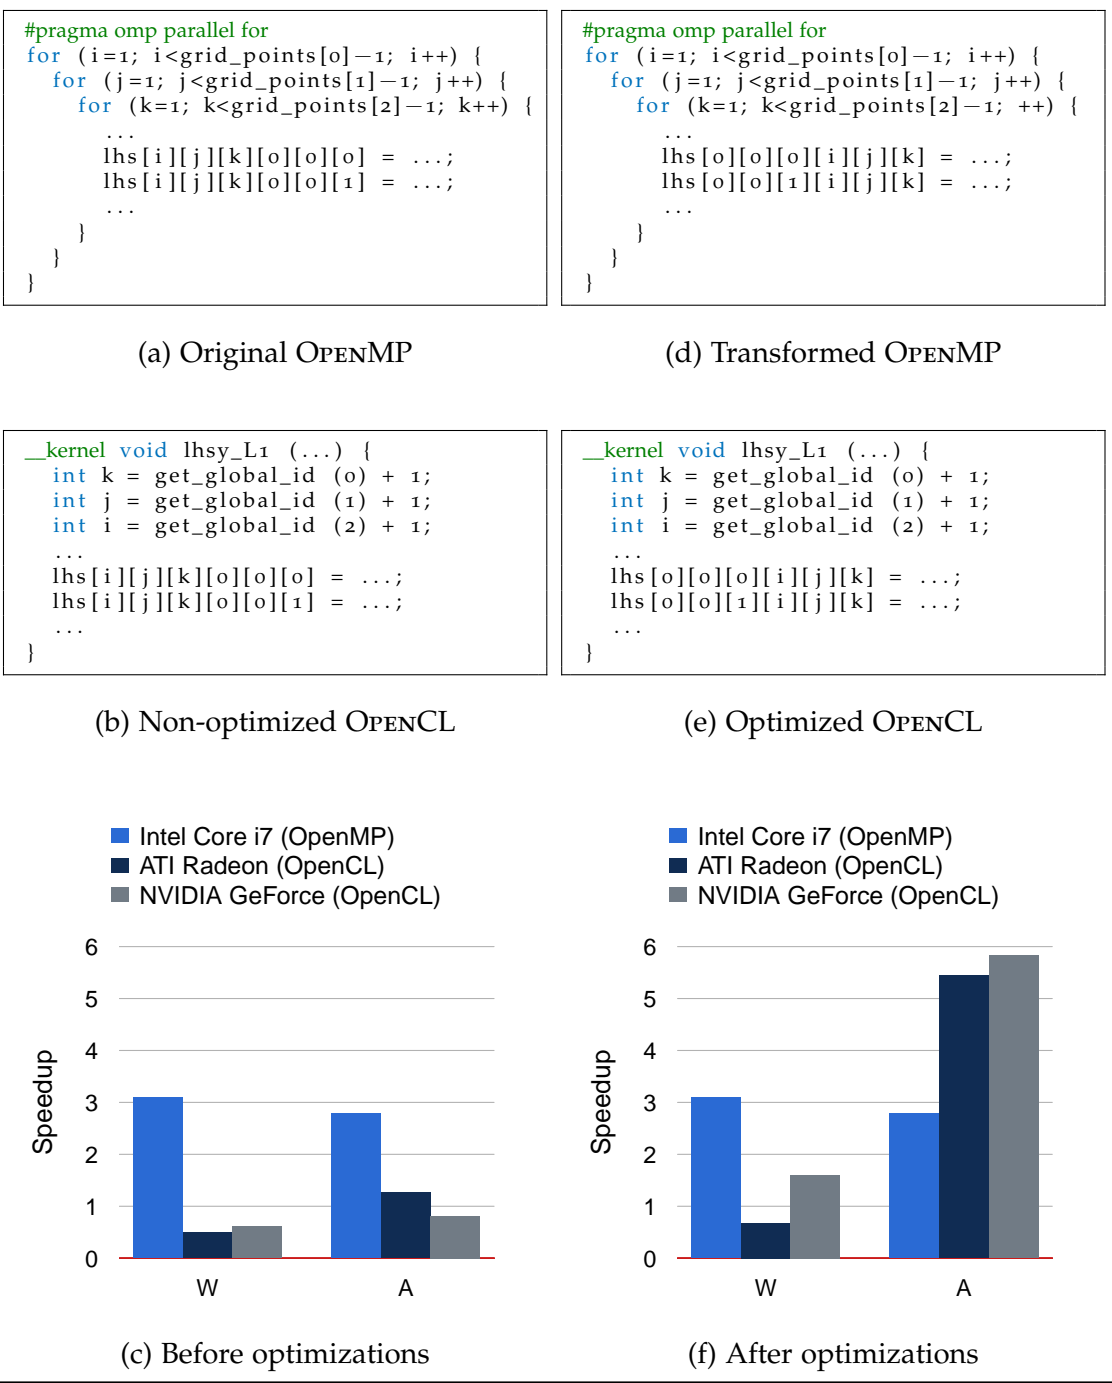 #pragma omp parallel for
for (i=1; i<grid_points[0]-1; i++) {
for (j=1; j<grid_points[1]-1; j++) {
for (k=1; k<grid_points[2]-1; k++) {
...
lhs[i][j][k][0][0][0] = ...;
lhs[i][j][k][0][0][1] = ...;
...
}
}
}
(a) Original OPENMP
#pragma omp parallel for
for (i=1; i<grid_points[0]-1; i++) {
for (j=1; j<grid_points[1]-1; j++) {
for (k=1; k<grid_points[2]-1; ++) {
...
lhs[0][0][0][i][j][k] = ...;
lhs[0][0][1][i][j][k] = ...;
...
}
}
}
(d) Transformed OPENMP
__kernel void lhsy_L1 (...) {
int k = get_global_id (0) + 1;
int j = get_global_id (1) + 1;
int i = get_global_id (2) + 1;
...
lhs[i][j][k][0][0][0] = ...;
lhs[i][j][k][0][0][1] = ...;
...
}
(b) Non-optimized OPENCL
__kernel void lhsy_L1 (...) {
int k = get_global_id (0) + 1;
int j = get_global_id (1) + 1;
int i = get_global_id (2) + 1;
...
lhs[0][0][0][i][j][k] = ...;
lhs[0][0][1][i][j][k] = ...;
...
}
(e) Optimized OPENCL
Intel Core i7 (OpenMP)
ATI Radeon (OpenCL)
NVIDIA GeForce (OpenCL)
6
5
4
3
2
1
0
Speedup
W A
(c) Before optimizations
Intel Core i7 (OpenMP)
ATI Radeon (OpenCL)
NVIDIA GeForce (OpenCL)
6
5
4
3
2
1
0
Speedup
W A
(f) After optimizations